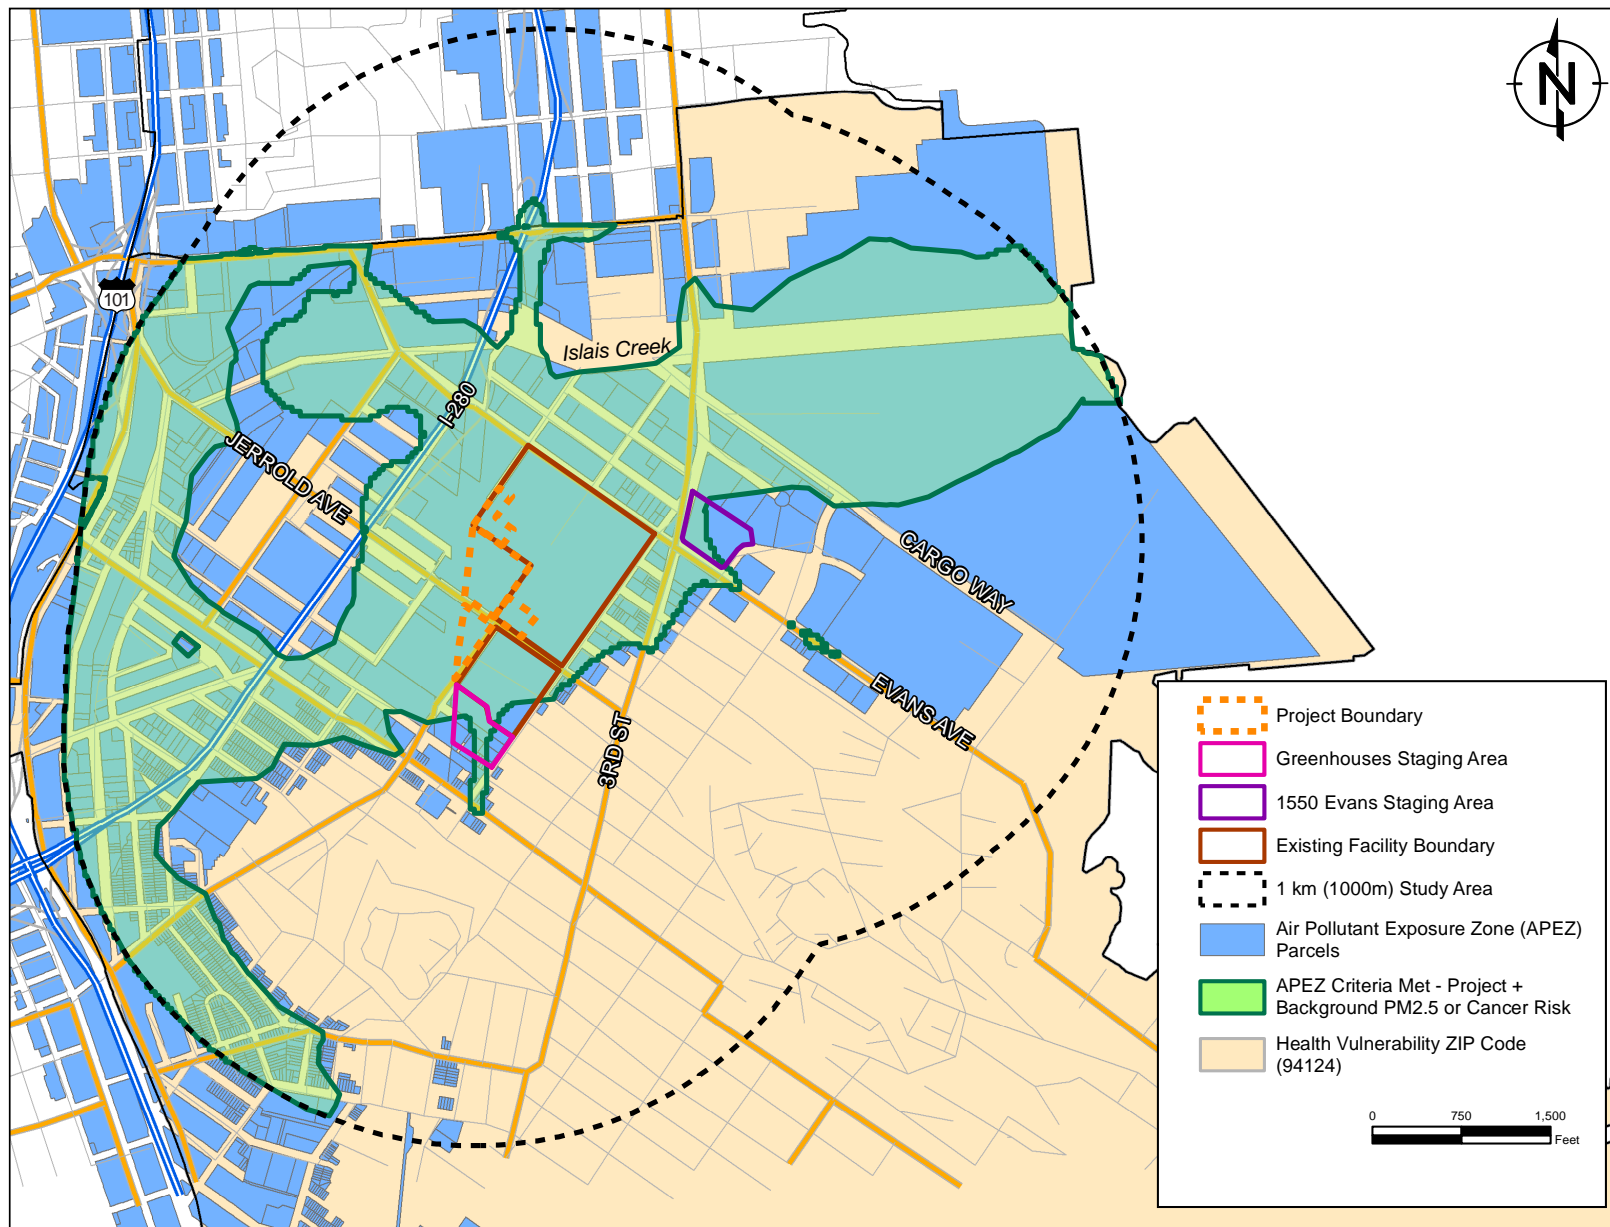 N
101
Islais Creek
I-280
JERROLD AVE
CARGO WAY
EVANS AVE
3RD ST
Project Boundary
Greenhouses Staging Area
1550 Evans Staging Area
Existing Facility Boundary
1 km (1000m) Study Area
Air Pollutant Exposure Zone (APEZ)
Parcels
APEZ Criteria Met - Project +
Background PM2.5 or Cancer Risk
Health Vulnerability ZIP Code
(94124)
0 750 1,500
Feet